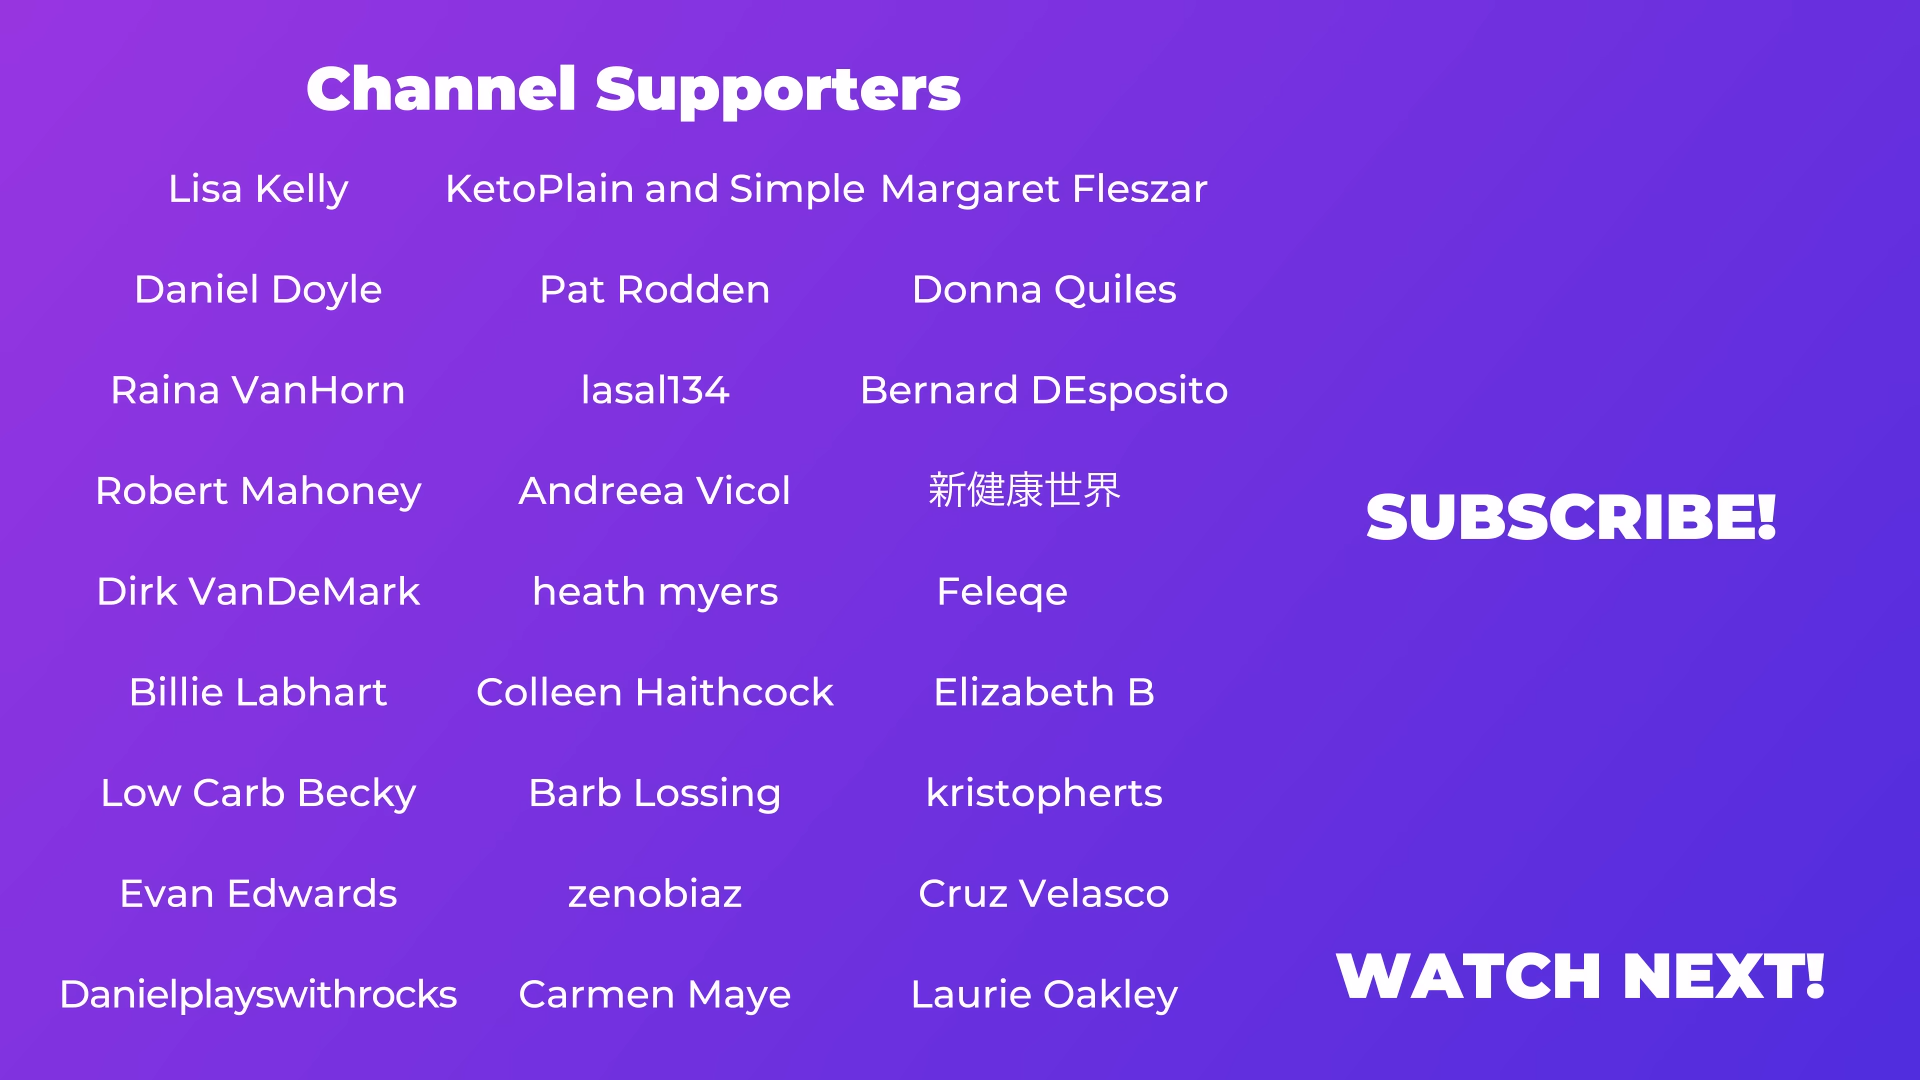 Channel Supporters
Lisa Kelly KetoPlain and Simple Margaret Fleszar
Daniel Doyle Pat Rodden Donna Quiles
Raina VanHorn lasal134 Bernard DEsposito
Robert Mahoney Andreea Vicol 新健康世界
SUBSCRIBE!
Dirk VanDeMark heath myers Feleqe
Billie Labhart Colleen Haithcock Elizabeth B
Low Carb Becky Barb Lossing kristopherts
Evan Edwards zenobiaz Cruz Velasco
Danielplayswithrocks Carmen Maye Laurie Oakley
WATCH NEXT!